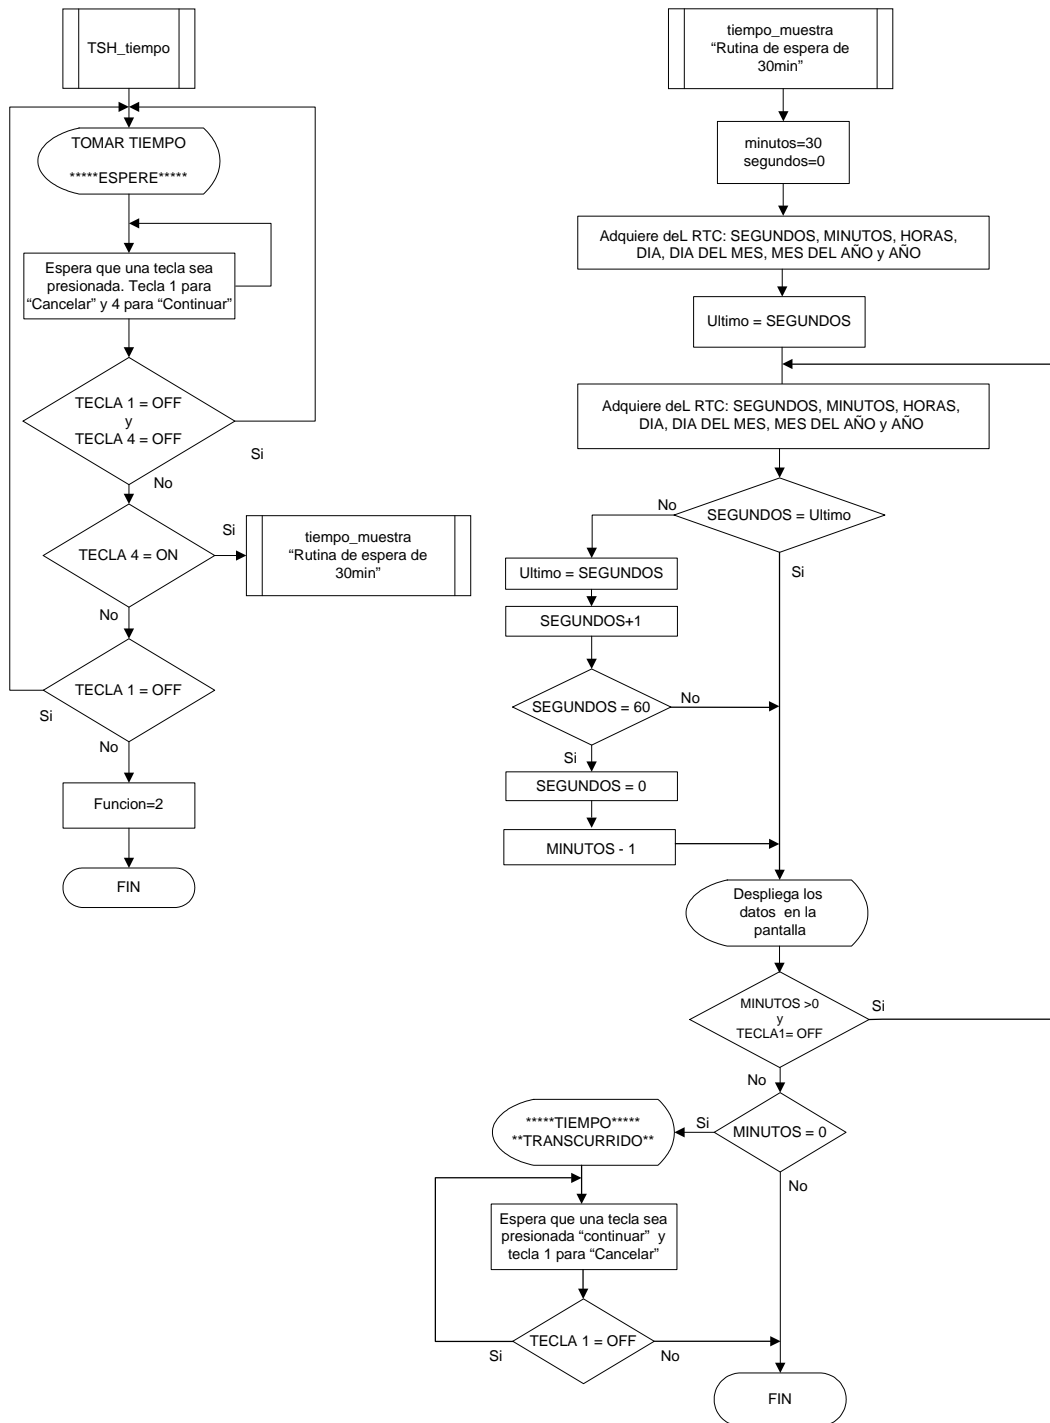 TSH_tiempo
TOMAR TIEMPO
*****ESPERE*****
Espera que una tecla sea
presionada. Tecla 1 para
“Cancelar” y 4 para “Continuar”
TECLA 1 = OFF
y
TECLA 4 = OFF
Si
No
TECLA 4 = ON
Si
tiempo_muestra
“Rutina de espera de
30min”
No
TECLA 1 = OFF
Si
No
Funcion=2
FIN
tiempo_muestra
“Rutina de espera de
30min”
minutos=30
segundos=0
Adquiere deL RTC: SEGUNDOS, MINUTOS, HORAS,
DIA, DIA DEL MES, MES DEL AÑO y AÑO
Ultimo = SEGUNDOS
Adquiere deL RTC: SEGUNDOS, MINUTOS, HORAS,
DIA, DIA DEL MES, MES DEL AÑO y AÑO
SEGUNDOS = Ultimo
No
Si
Ultimo = SEGUNDOS
SEGUNDOS+1
SEGUNDOS = 60
No
Si
SEGUNDOS = 0
MINUTOS - 1
Despliega los
datos en la
pantalla
MINUTOS >0
y
TECLA1= OFF
Si
No
MINUTOS = 0
Si
No
*****TIEMPO*****
**TRANSCURRIDO**
Espera que una tecla sea
presionada “continuar” y
tecla 1 para “Cancelar”
TECLA 1 = OFF
Si
No
FIN